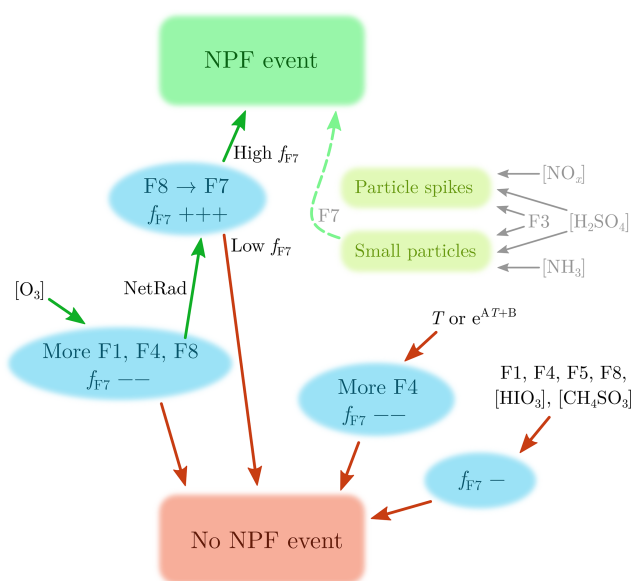 NPF event
High f_F7
F8 → F7
f_F7 +++
Particle spikes
[NOₓ]
F7
F3
[H₂SO₄]
Low f_F7
Small particles
[NH₃]
[O₃]
NetRad
T or e^{AT+B}
More F1, F4, F8
f_F7 −−
F1, F4, F5, F8,
[HIO₃], [CH₄SO₃]
More F4
f_F7 −−
f_F7 −
No NPF event